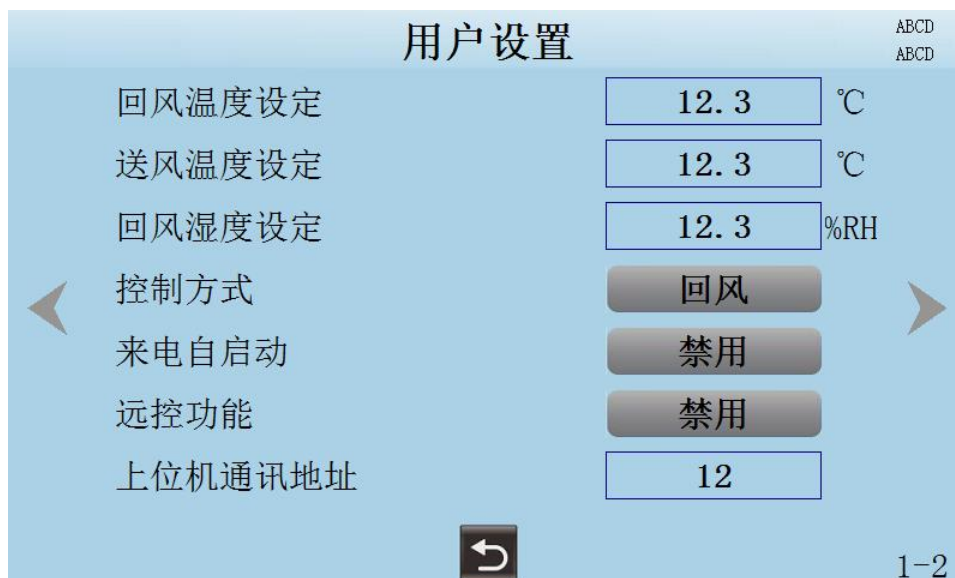 用户设置
ABCD
ABCD
回风温度设定 12.3 ℃
送风温度设定 12.3 ℃
回风湿度设定 12.3 %RH
控制方式 回风
来电自启动 禁用
远控功能 禁用
上位机通讯地址 12
1-2